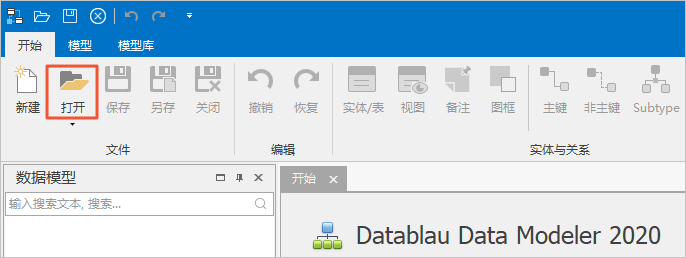 开始 模型 模型库
新建 打开 保存 另存 关闭 撤销 恢复 实体/表 视图 备注 图框 主键 非主键 Subtype
文件 编辑 实体与关系
数据模型 开始
输入搜索文本, 搜索...
Datablau Data Modeler 2020